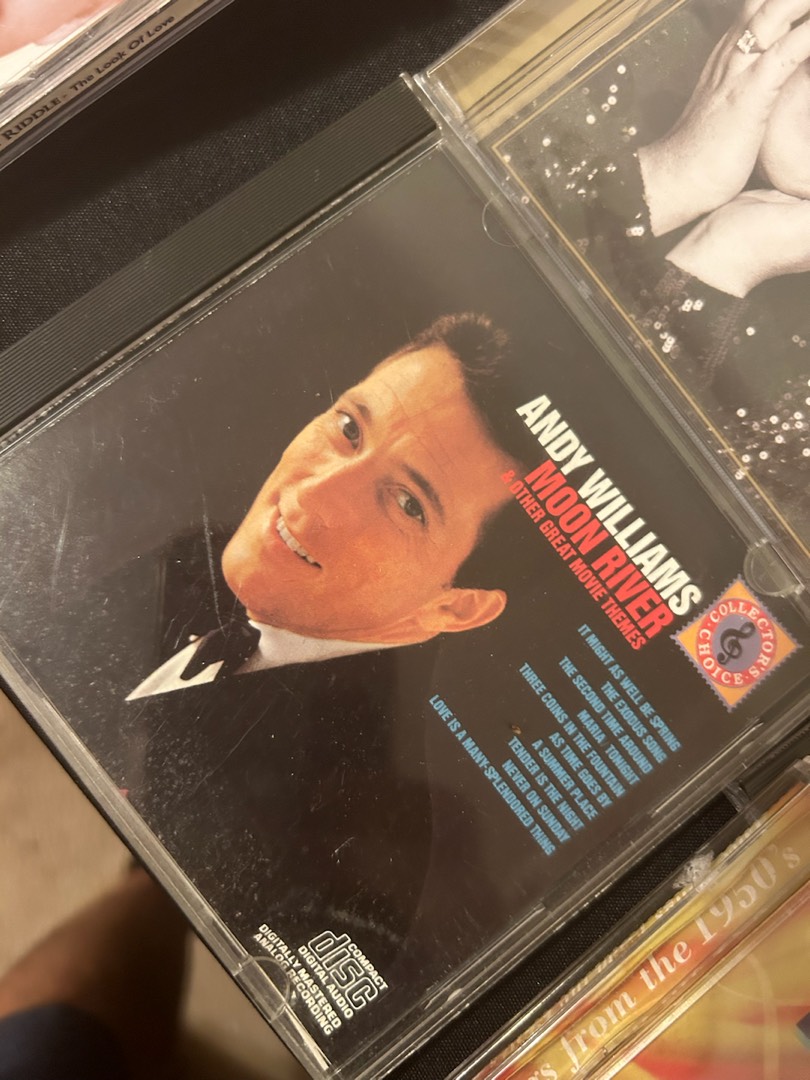 RIDDLE - The Look Of Love
ANDY WILLIAMS
MOON RIVER
& OTHER GREAT MOVIE THEMES
COLLECTOR'S
CHOICE
IT MIGHT AS WELL BE SPRING
THE EXODUS SONG
THE SECOND TIME AROUND
MARIA, TONIGHT
THREE COINS IN THE FOUNTAIN
AS TIME GOES BY
A SUMMER PLACE
TENDER IS THE NIGHT
NEVER ON SUNDAY
LOVE IS A MANY-SPLENDORED THING
COMPACT
disc
DIGITAL AUDIO
DIGITALLY MASTERED
ANALOG RECORDING
from the 1950's